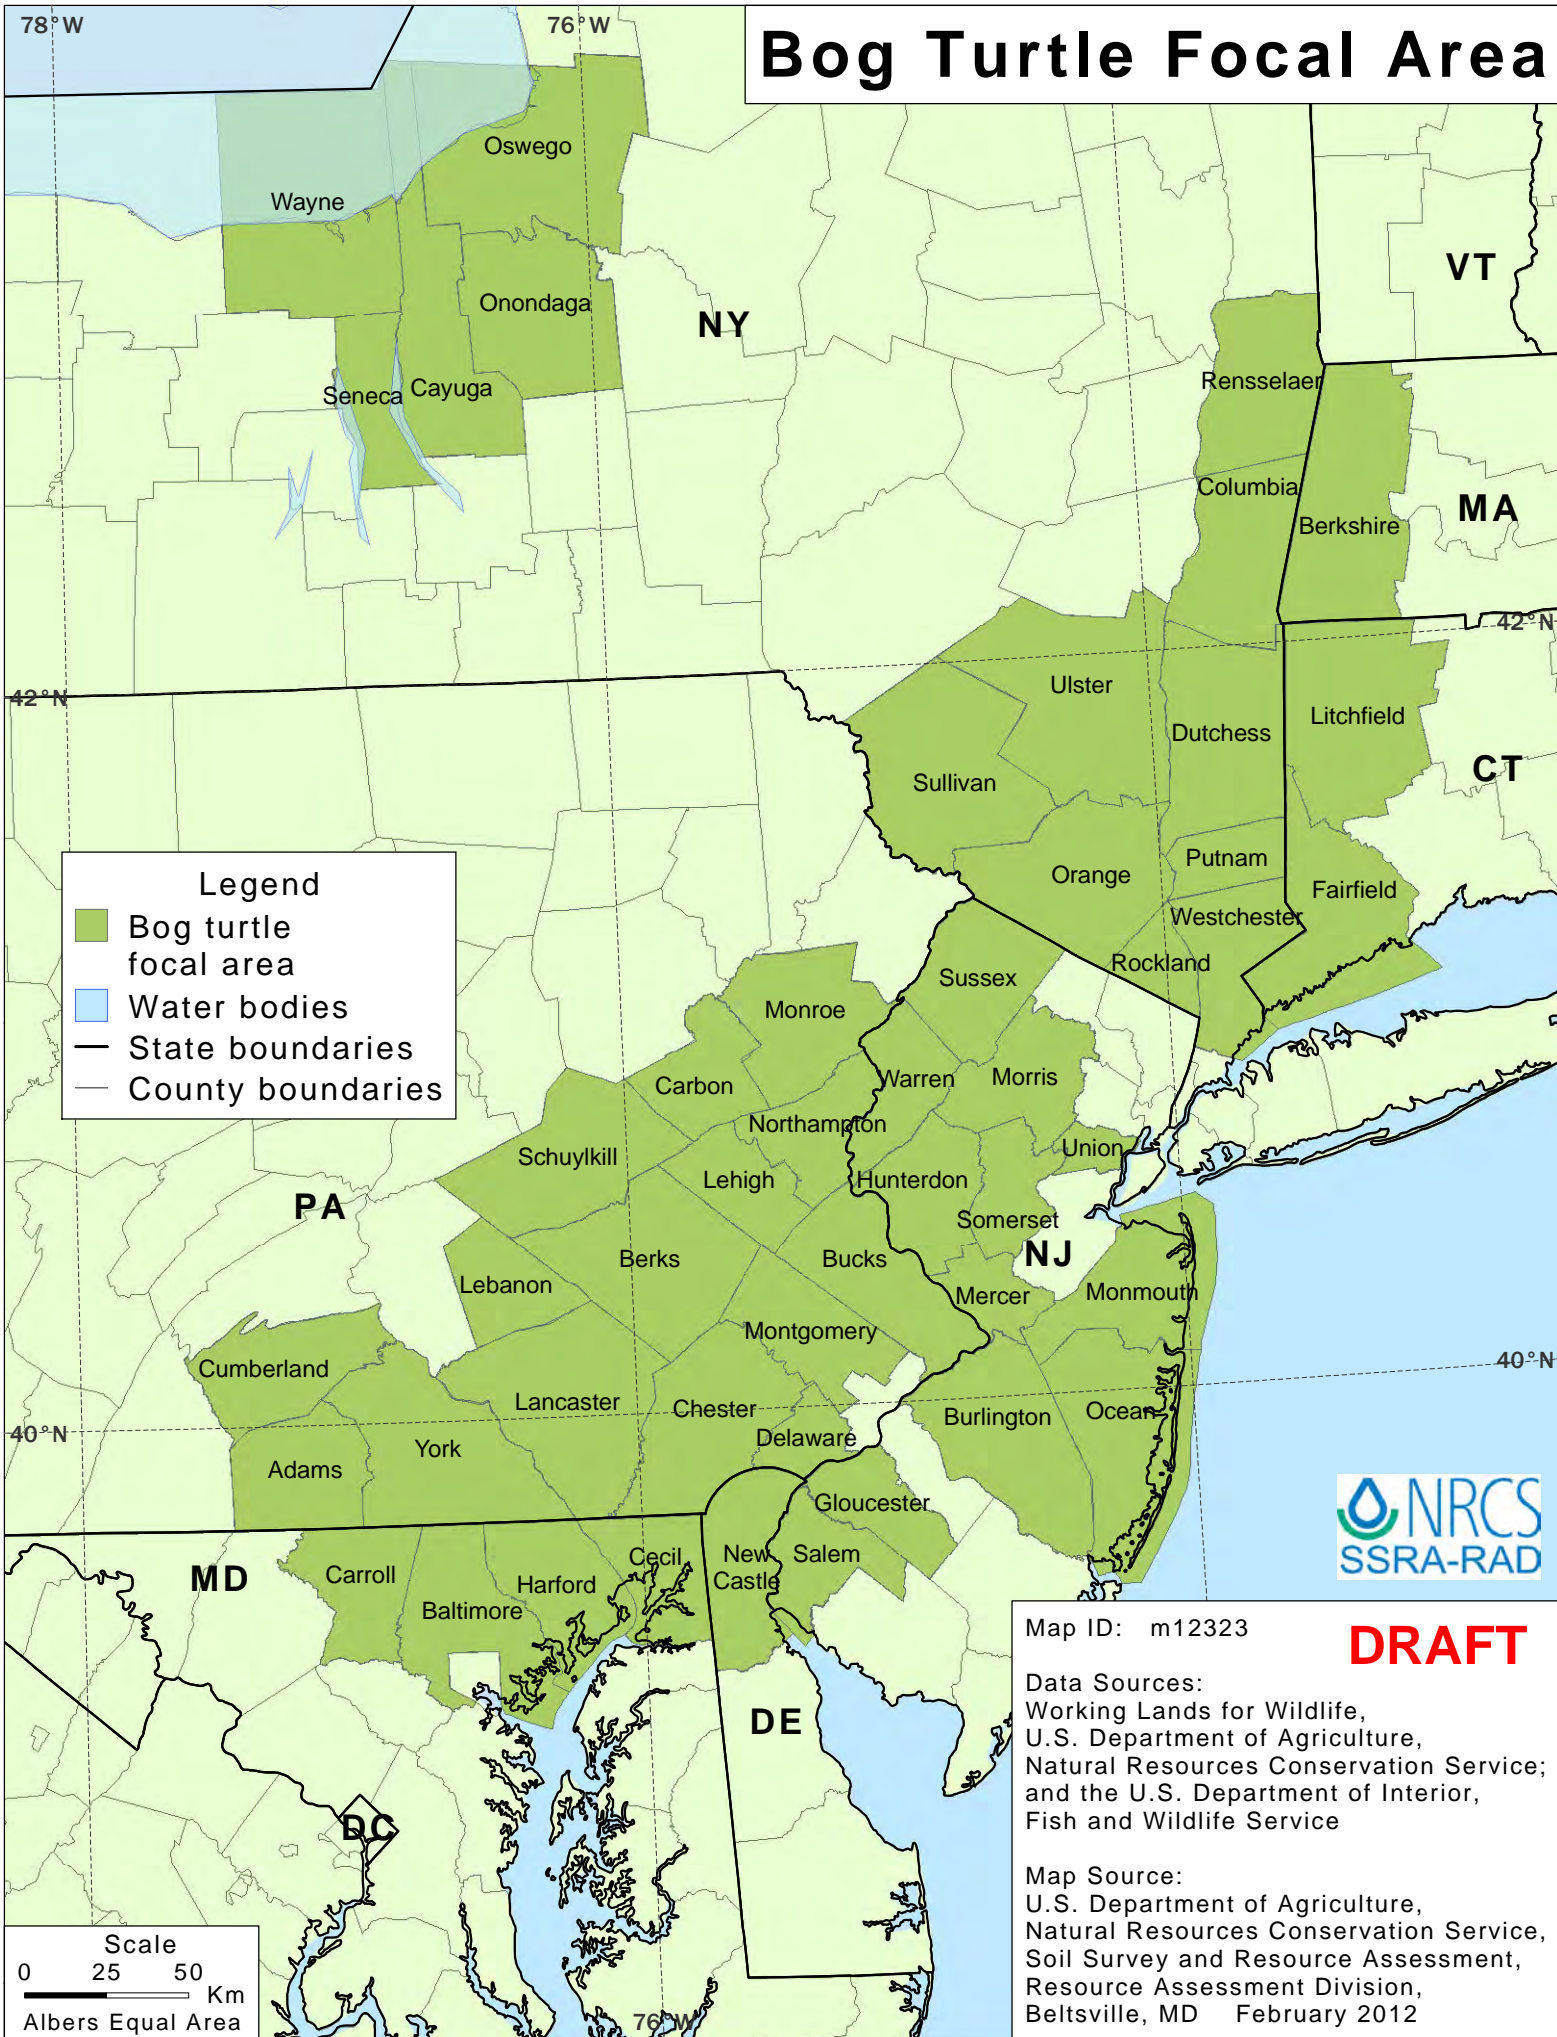 78°W
76°W
Bog Turtle Focal Area
Oswego
Wayne
VT
Onondaga
NY
Rensselaer
Seneca
Cayuga
Columbia
MA
Berkshire
42°N
Ulster
42°N
Litchfield
Dutchess
CT
Sullivan
Putnam
Orange
Fairfield
Westchester
Rockland
Legend
Bog turtle
focal area
Water bodies
State boundaries
County boundaries
Sussex
Monroe
Warren
Morris
Carbon
Northampton
Union
Schuylkill
Lehigh
Hunterdon
PA
Somerset
NJ
Berks
Bucks
Lebanon
Mercer
Monmouth
Montgomery
Cumberland
40°N
Lancaster
Chester
Burlington
Ocean
40°N
York
Delaware
Adams
Gloucester
NRCS
SSRA-RAD
MD
Carroll
Cecil
New
Castle
Salem
Harford
Baltimore
DE
DC
Map ID: m12323
DRAFT
Data Sources:
Working Lands for Wildlife,
U.S. Department of Agriculture,
Natural Resources Conservation Service;
and the U.S. Department of Interior,
Fish and Wildlife Service
Map Source:
U.S. Department of Agriculture,
Natural Resources Conservation Service,
Soil Survey and Resource Assessment,
Resource Assessment Division,
Beltsville, MD February 2012
Scale
0 25 50
Km
Albers Equal Area
76°W